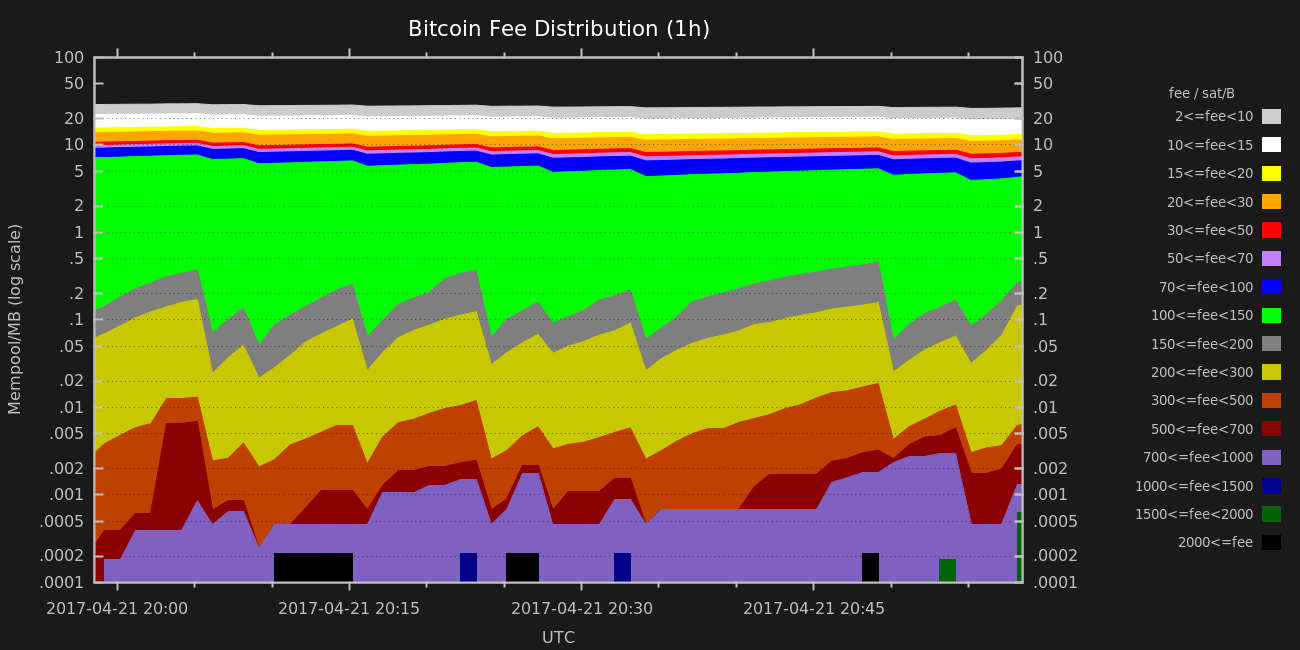 Bitcoin Fee Distribution (1h)
100
50
20
10
5
2
1
.5
.2
.1
.05
.02
.01
.005
.002
.001
.0005
.0002
.0001
Mempool/MB (log scale)
100
50
20
10
5
2
1
.5
.2
.1
.05
.02
.01
.005
.002
.001
.0005
.0002
.0001
fee / sat/B
2<=fee<10
10<=fee<15
15<=fee<20
20<=fee<30
30<=fee<50
50<=fee<70
70<=fee<100
100<=fee<150
150<=fee<200
200<=fee<300
300<=fee<500
500<=fee<700
700<=fee<1000
1000<=fee<1500
1500<=fee<2000
2000<=fee
2017-04-21 20:00 2017-04-21 20:15 2017-04-21 20:30 2017-04-21 20:45
UTC